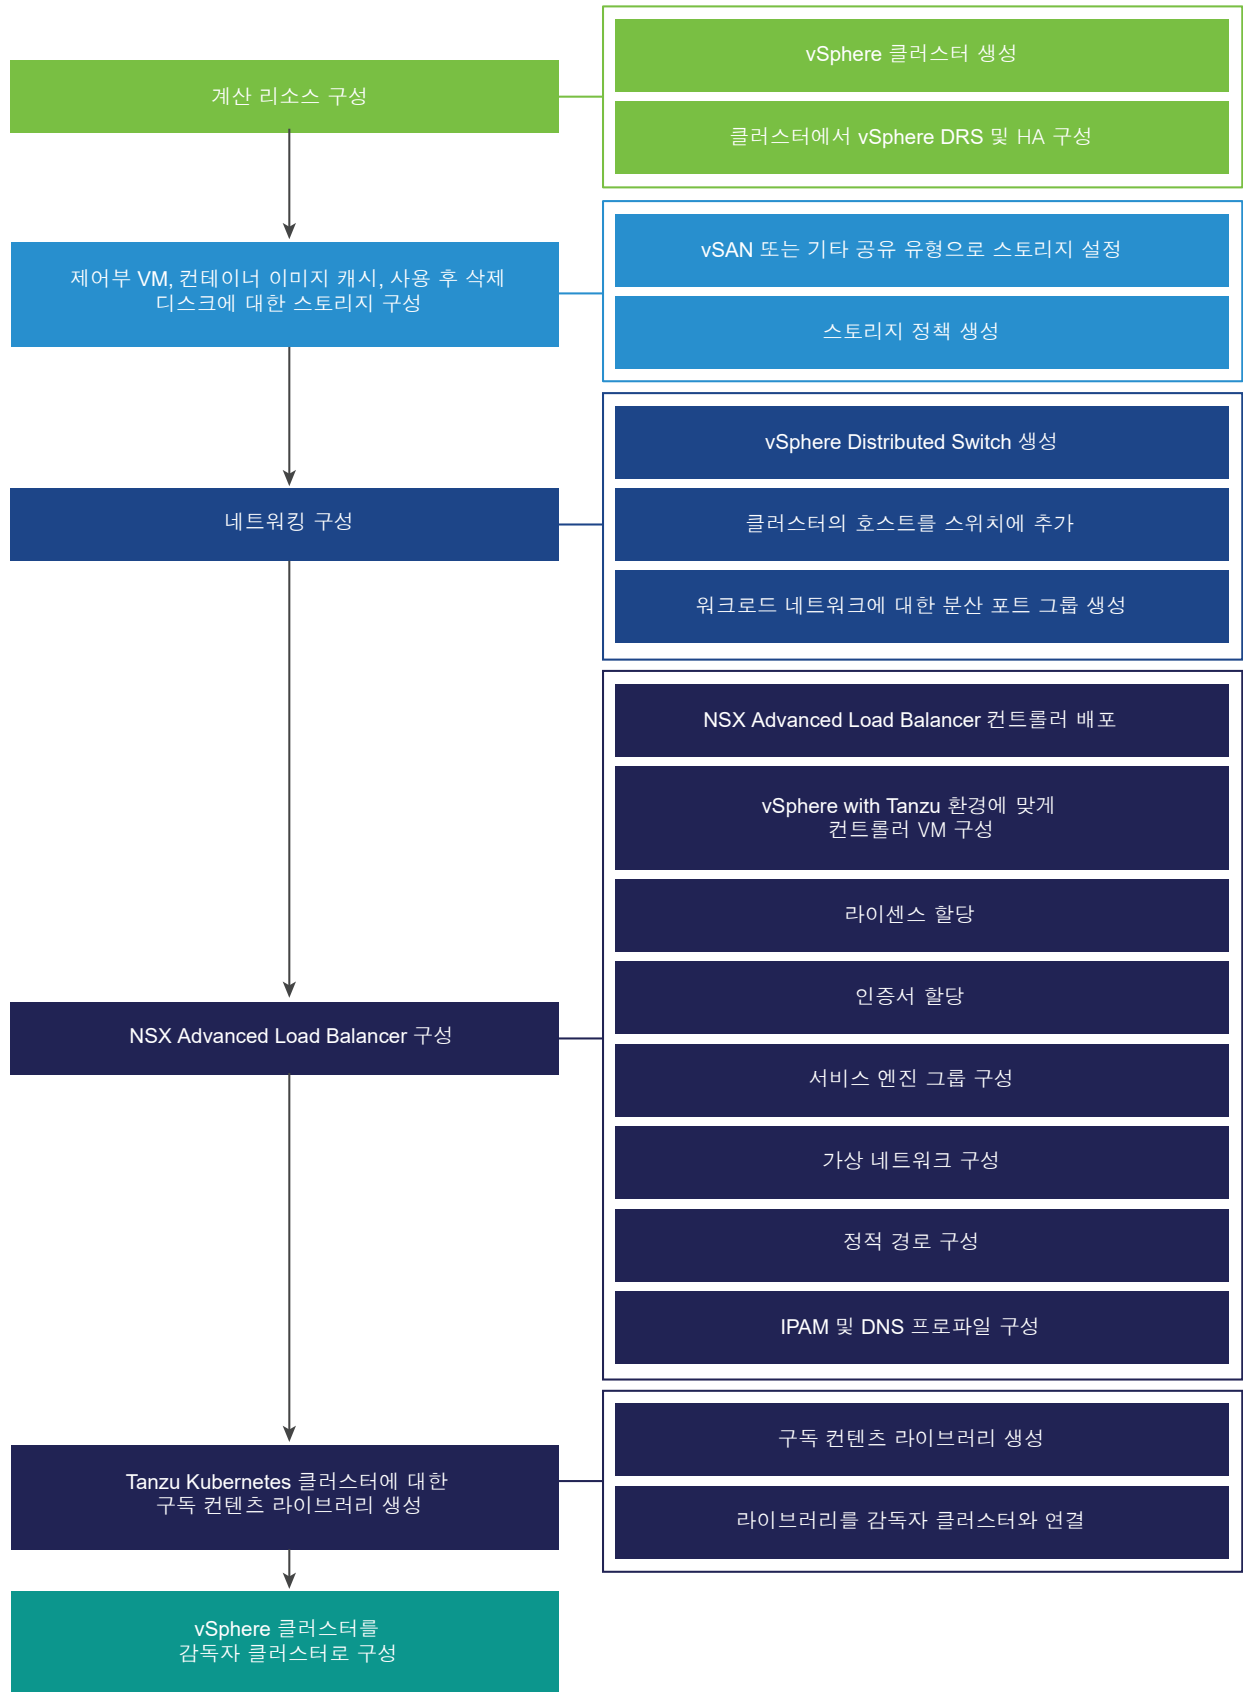 계산 리소스 구성
vSphere 클러스터 생성
클러스터에서 vSphere DRS 및 HA 구성
제어부 VM, 컨테이너 이미지 캐시, 사용 후 삭제
디스크에 대한 스토리지 구성
vSAN 또는 기타 공유 유형으로 스토리지 설정
스토리지 정책 생성
네트워킹 구성
vSphere Distributed Switch 생성
클러스터의 호스트를 스위치에 추가
워크로드 네트워크에 대한 분산 포트 그룹 생성
NSX Advanced Load Balancer 구성
NSX Advanced Load Balancer 컨트롤러 배포
vSphere with Tanzu 환경에 맞게
컨트롤러 VM 구성
라이센스 할당
인증서 할당
서비스 엔진 그룹 구성
가상 네트워크 구성
정적 경로 구성
IPAM 및 DNS 프로파일 구성
Tanzu Kubernetes 클러스터에 대한
구독 컨텐츠 라이브러리 생성
구독 컨텐츠 라이브러리 생성
라이브러리를 감독자 클러스터와 연결
vSphere 클러스터를
감독자 클러스터로 구성